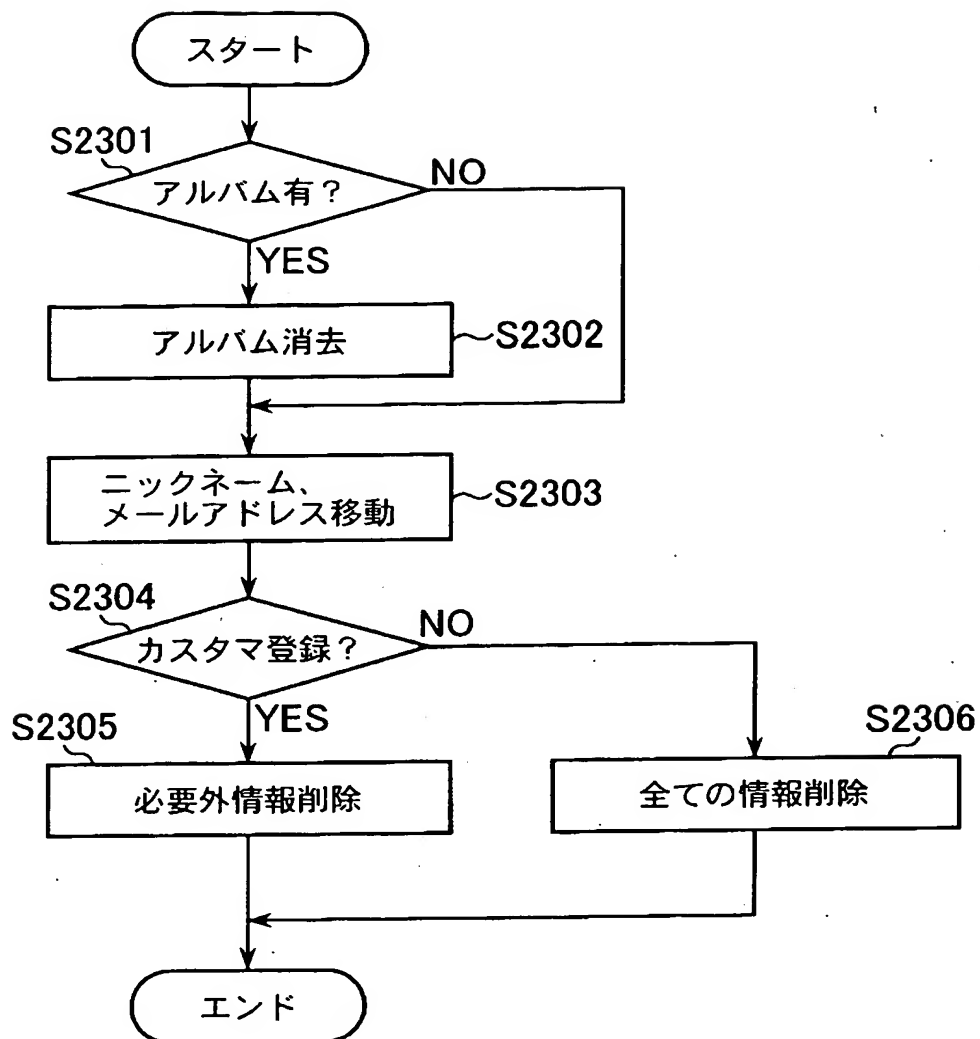 スタート
S2301
アルバム有？
NO
YES
アルバム消去
S2302
ニックネーム、
メールアドレス移動
S2303
S2304
カスタマ登録？
NO
YES
S2305
必要外情報削除
S2306
全ての情報削除
エンド